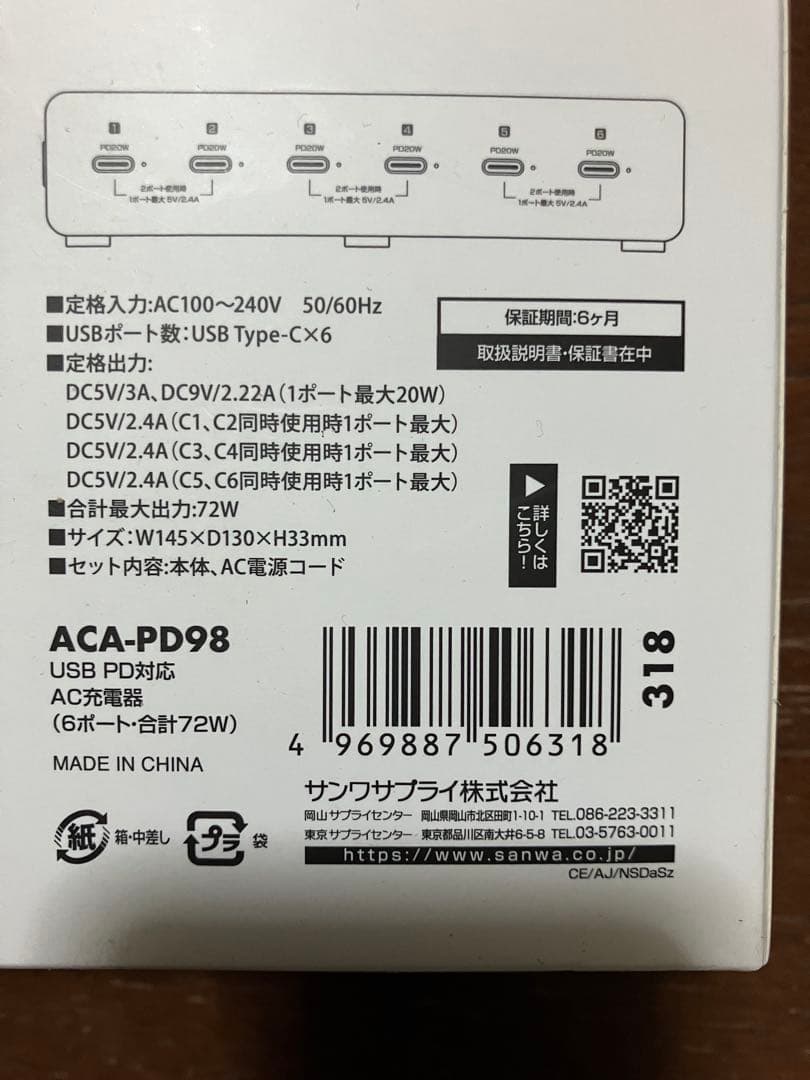 1 2 3 4 5 6
PD20W PD20W PD20W PD20W PD20W PD20W
2ポート使用時 2ポート使用時 2ポート使用時
1ポート最大 5V/2.4A 1ポート最大 5V/2.4A 1ポート最大 5V/2.4A
■定格入力:AC100～240V 50/60Hz
■USBポート数:USB Type-C×6
■定格出力:
DC5V/3A、DC9V/2.22A(1ポート最大20W)
DC5V/2.4A(C1、C2同時使用時1ポート最大)
DC5V/2.4A(C3、C4同時使用時1ポート最大)
DC5V/2.4A(C5、C6同時使用時1ポート最大)
■合計最大出力:72W
■サイズ:W145×D130×H33mm
■セット内容:本体、AC電源コード
保証期間:6ヶ月
取扱説明書・保証書在中
詳しくは
こちら!
ACA-PD98
USB PD対応
AC充電器
(6ポート・合計72W)
MADE IN CHINA
紙 箱・中差し
プラ 袋
4 969887 506318
318
サンワサプライ株式会社
岡山 サプライセンター 岡山県岡山市北区田町1-10-1 TEL.086-223-3311
東京 サプライセンター 東京都品川区南大井6-5-8 TEL.03-5763-0011
https://www.sanwa.co.jp/
CE/AJ/NSDaSz